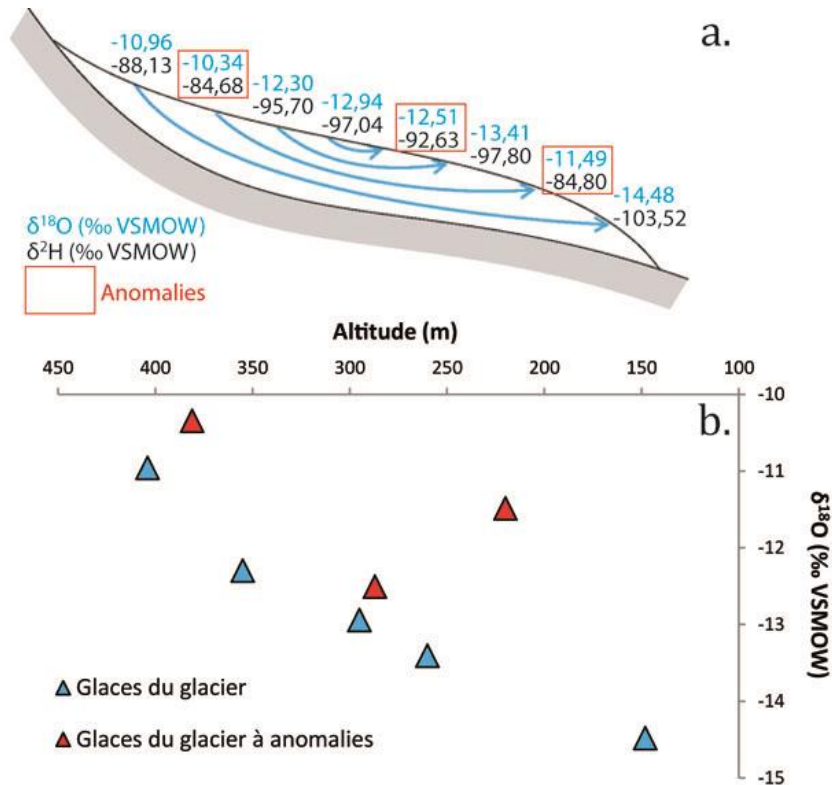 a.
-10,96
-88,13
-10,34
-84,68
-12,30
-95,70
-12,94
-97,04
-12,51
-92,63
-13,41
-97,80
-11,49
-84,80
-14,48
-103,52
δ¹⁸O (‰ VSMOW)
δ²H (‰ VSMOW)
Anomalies
Altitude (m)
450 400 350 300 250 200 150 100
b.
-10
-11
-12
-13
-14
-15
δ¹⁸O (‰ VSMOW)
Glaces du glacier
Glaces du glacier à anomalies